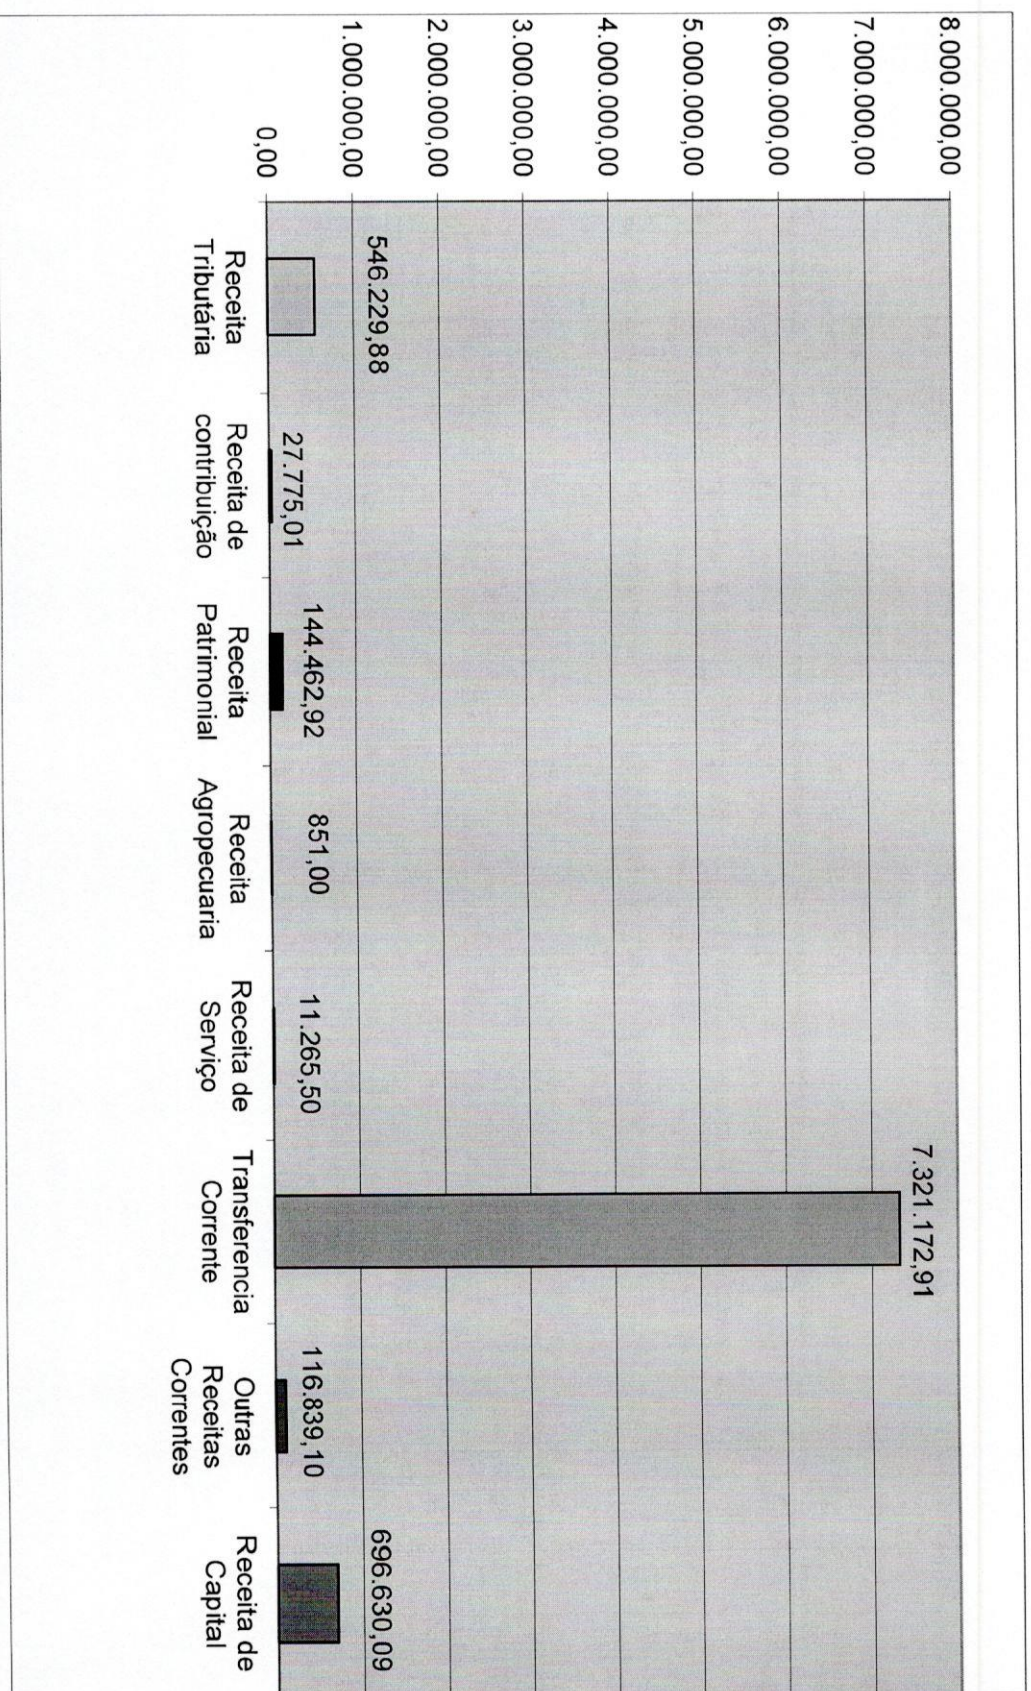 8.000.000,00
7.000.000,00
6.000.000,00
5.000.000,00
4.000.000,00
3.000.000,00
2.000.000,00
1.000.000,00
0,00
546.229,88
27.775,01
144.462,92
851,00
11.265,50
7.321.172,91
116.839,10
696.630,09
Receita
Tributária
Receita de
contribuição
Receita
Patrimonial
Receita
Agropecuaria
Receita de
Serviço
Transferencia
Corrente
Outras
Receitas
Correntes
Receita de
Capital